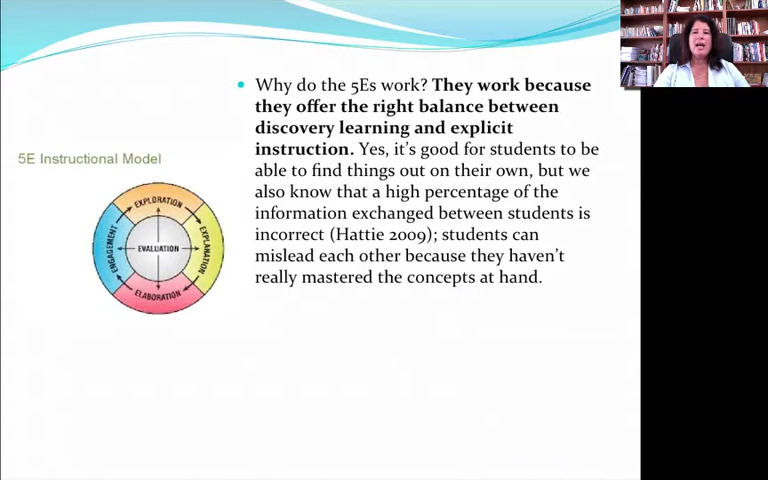 Why do the 5Es work? They work because
they offer the right balance between
discovery learning and explicit
instruction. Yes, it's good for students to be
able to find things out on their own, but we
also know that a high percentage of the
information exchanged between students is
incorrect (Hattie 2009); students can
mislead each other because they haven't
really mastered the concepts at hand.
5E Instructional Model
EXPLORATION
ENGAGEMENT
EVALUATION
EXPLANATION
ELABORATION